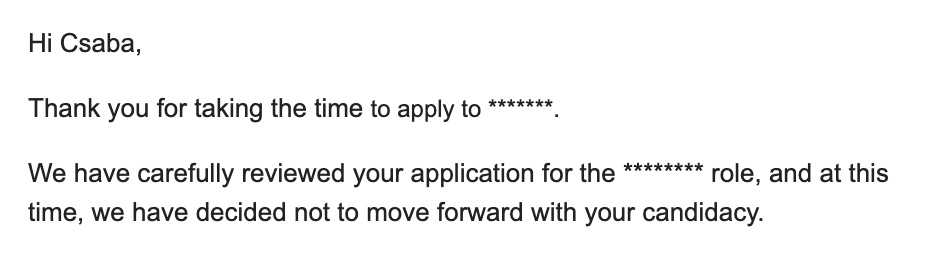 Hi Csaba,
Thank you for taking the time to apply to *******.
We have carefully reviewed your application for the ******** role, and at this
time, we have decided not to move forward with your candidacy.